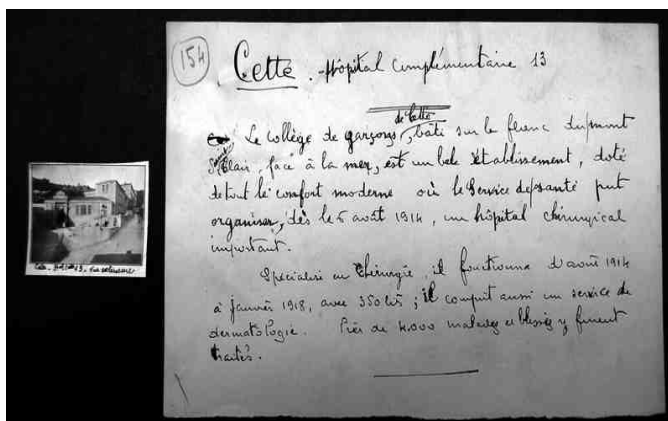 154
Cette. - Hôpital complémentaire 13
de Cette
Le collège de garçons, bâti sur le flanc du mont
St Clair, face à la mer, est un bel établissement, doté
de tout le confort moderne où le Service de santé put
organiser, dès le 5 août 1914, un hôpital chirurgical
important.
Spécialisé en chirurgie, il fonctionna d'août 1914
à janvier 1918, avec 350 lits ; il comprit aussi un service de
dermatologie. Près de 4.000 malades et blessés y furent
traités.
Cette. 13.